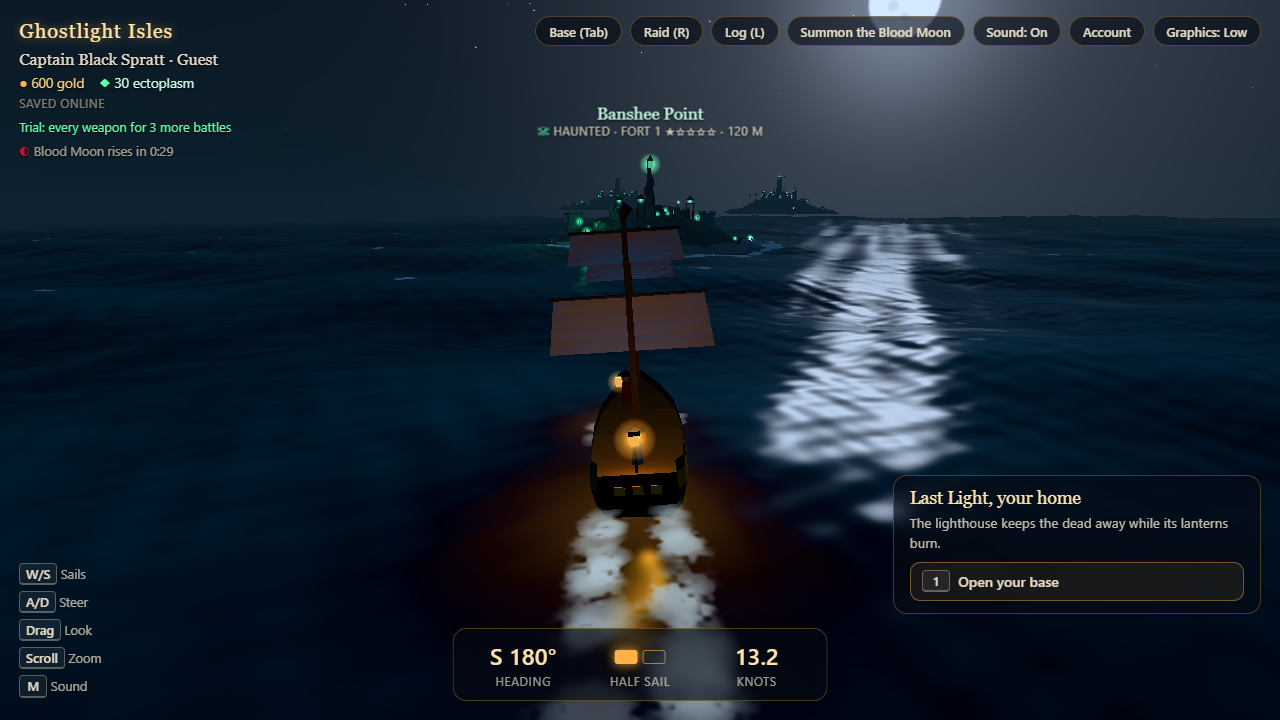 Ghostlight Isles
Captain Black Spratt · Guest
600 gold 30 ectoplasm
SAVED ONLINE
Trial: every weapon for 3 more battles
Blood Moon rises in 0:29
Base (Tab) Raid (R) Log (L) Summon the Blood Moon Sound: On Account Graphics: Low
Banshee Point
HAUNTED · FORT 1 ★☆☆☆☆ · 120 M
Last Light, your home
The lighthouse keeps the dead away while its lanterns
burn.
1 Open your base
W/S Sails
A/D Steer
Drag Look
Scroll Zoom
M Sound
S 180° 13.2
HEADING HALF SAIL KNOTS